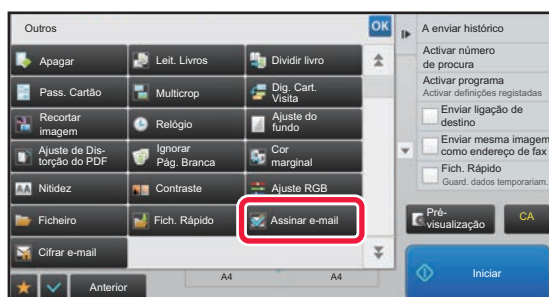 Outros
OK
Apagar
Leit. Livros
Dividir livro
Pass. Cartão
Multicrop
Dig. Cart.
Visita
Recortar
imagem
Relógio
Ajuste do
fundo
Ajuste de Dis-
torção do PDF
Ignorar
Pág. Branca
Cor
marginal
Nitidez
Contraste
Ajuste RGB
Ficheiro
Fich. Rápido
Assinar e-mail
Cifrar e-mail
Anterior
A4
A4
A enviar histórico
Activar número
de procura
Activar programa
Activar definições registadas
Enviar ligação de
destino
Enviar mesma imagem
como endereço de fax
Fich. Rápido
Guard. dados temporariam.
Pré-
visualização
CA
Iniciar